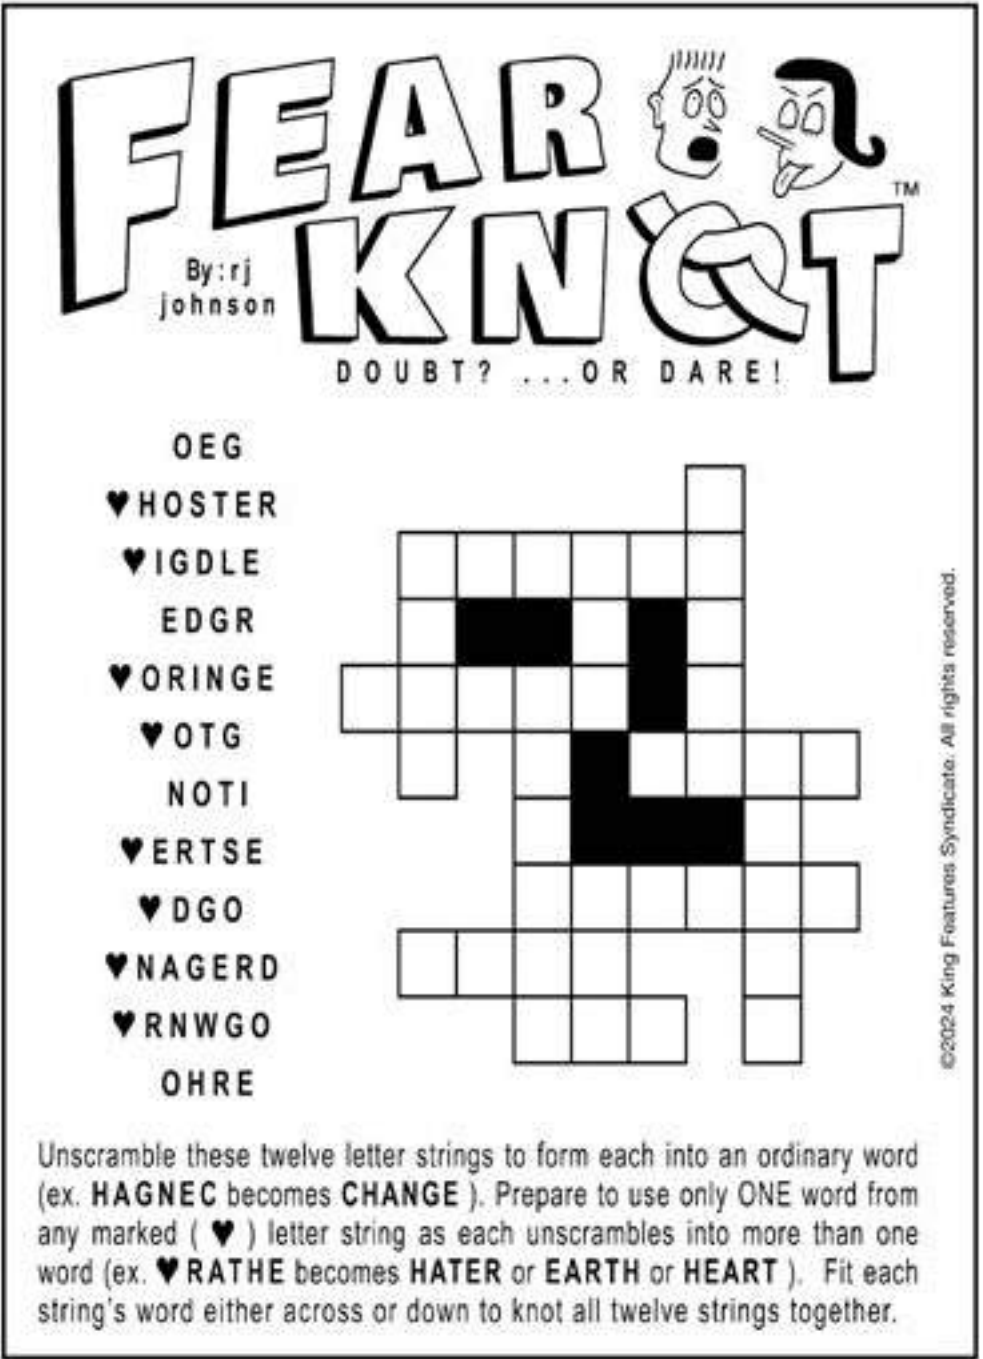 FEAR
KNOT™
By: rj
johnson
DOUBT? ...OR DARE!
OEG
♥HOSTER
♥IGDLE
EDGR
♥ORINGE
♥OTG
NOTI
♥ERTSE
♥DGO
♥NAGERD
♥RNWGO
OHRE
©2024 King Features Syndicate. All rights reserved.
Unscramble these twelve letter strings to form each into an ordinary word
(ex. HAGNEC becomes CHANGE ). Prepare to use only ONE word from
any marked ( ♥ ) letter string as each unscrambles into more than one
word (ex. ♥RATHE becomes HATER or EARTH or HEART ). Fit each
string's word either across or down to knot all twelve strings together.